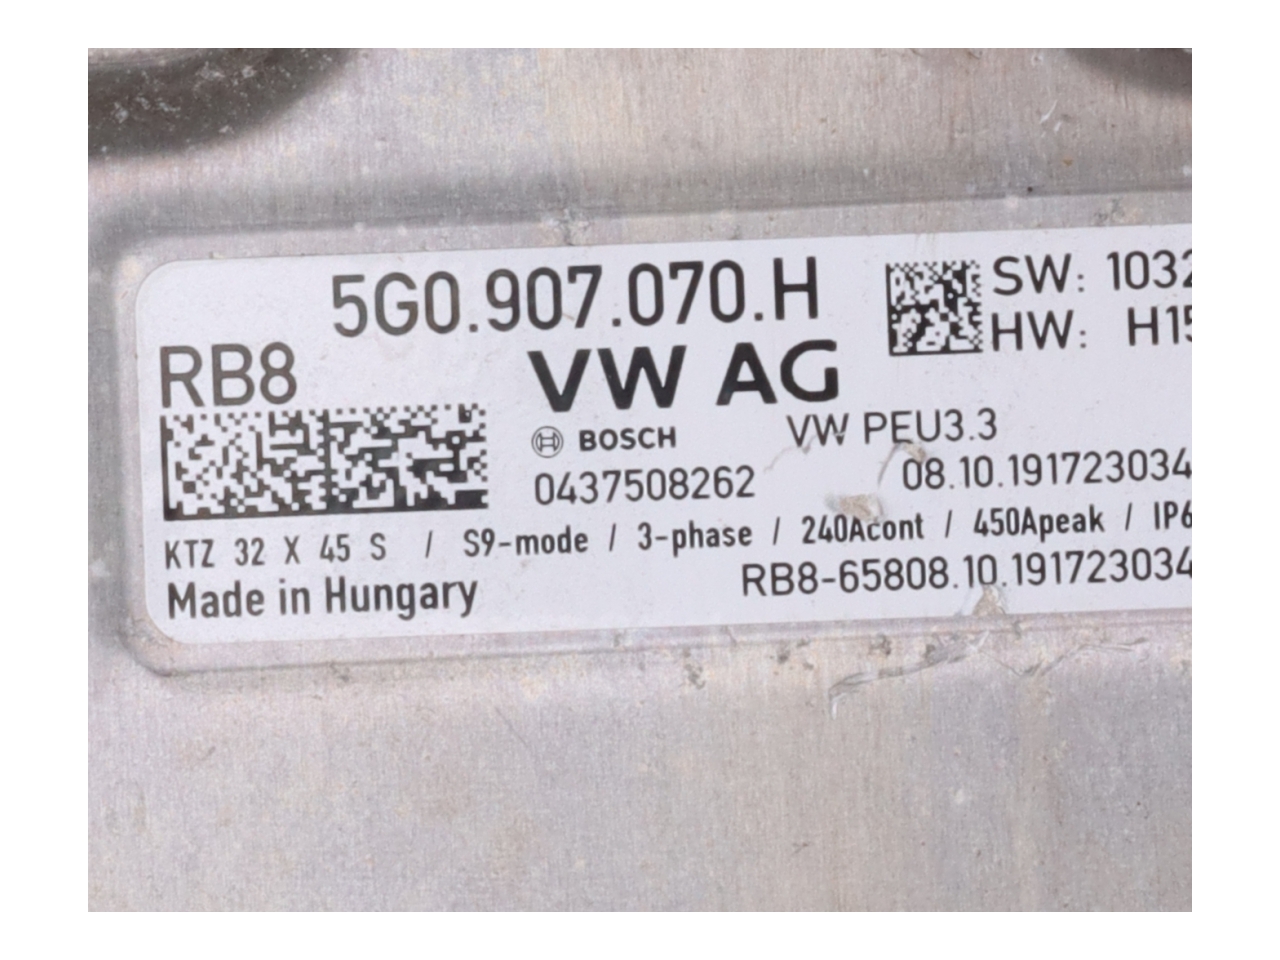 5G0.907.070.H
SW: 1032
HW: H15
RB8
VW AG
BOSCH
VW PEU3.3
0437508262
08.10.191723034
KTZ 32 X 45 S / S9-mode / 3-phase / 240Acont / 450Apeak / IP6
Made in Hungary
RB8-65808.10.191723034